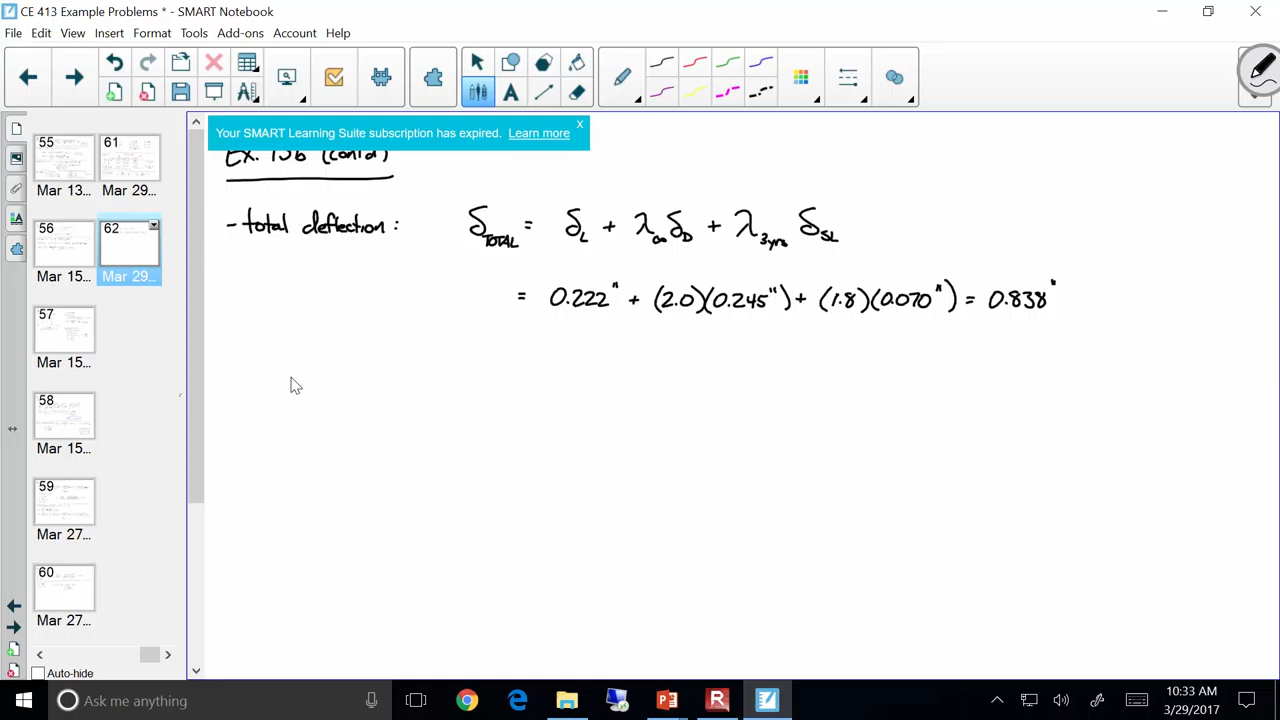 CE 413 Example Problems * - SMART Notebook
File Edit View Insert Format Tools Add-ons Account Help
Your SMART Learning Suite subscription has expired. Learn more x
Ex. 13b (cont'd)
- total deflection : δTOTAL = δL + λ∞δD + λ3yrs δSL
= 0.222" + (2.0)(0.245") + (1.8)(0.070") = 0.838"
55 61
Mar 13... Mar 29...
56 62
Mar 15... Mar 29...
57
Mar 15...
58
Mar 15...
59
Mar 27...
60
Mar 27...
Auto-hide
Ask me anything
10:33 AM
3/29/2017